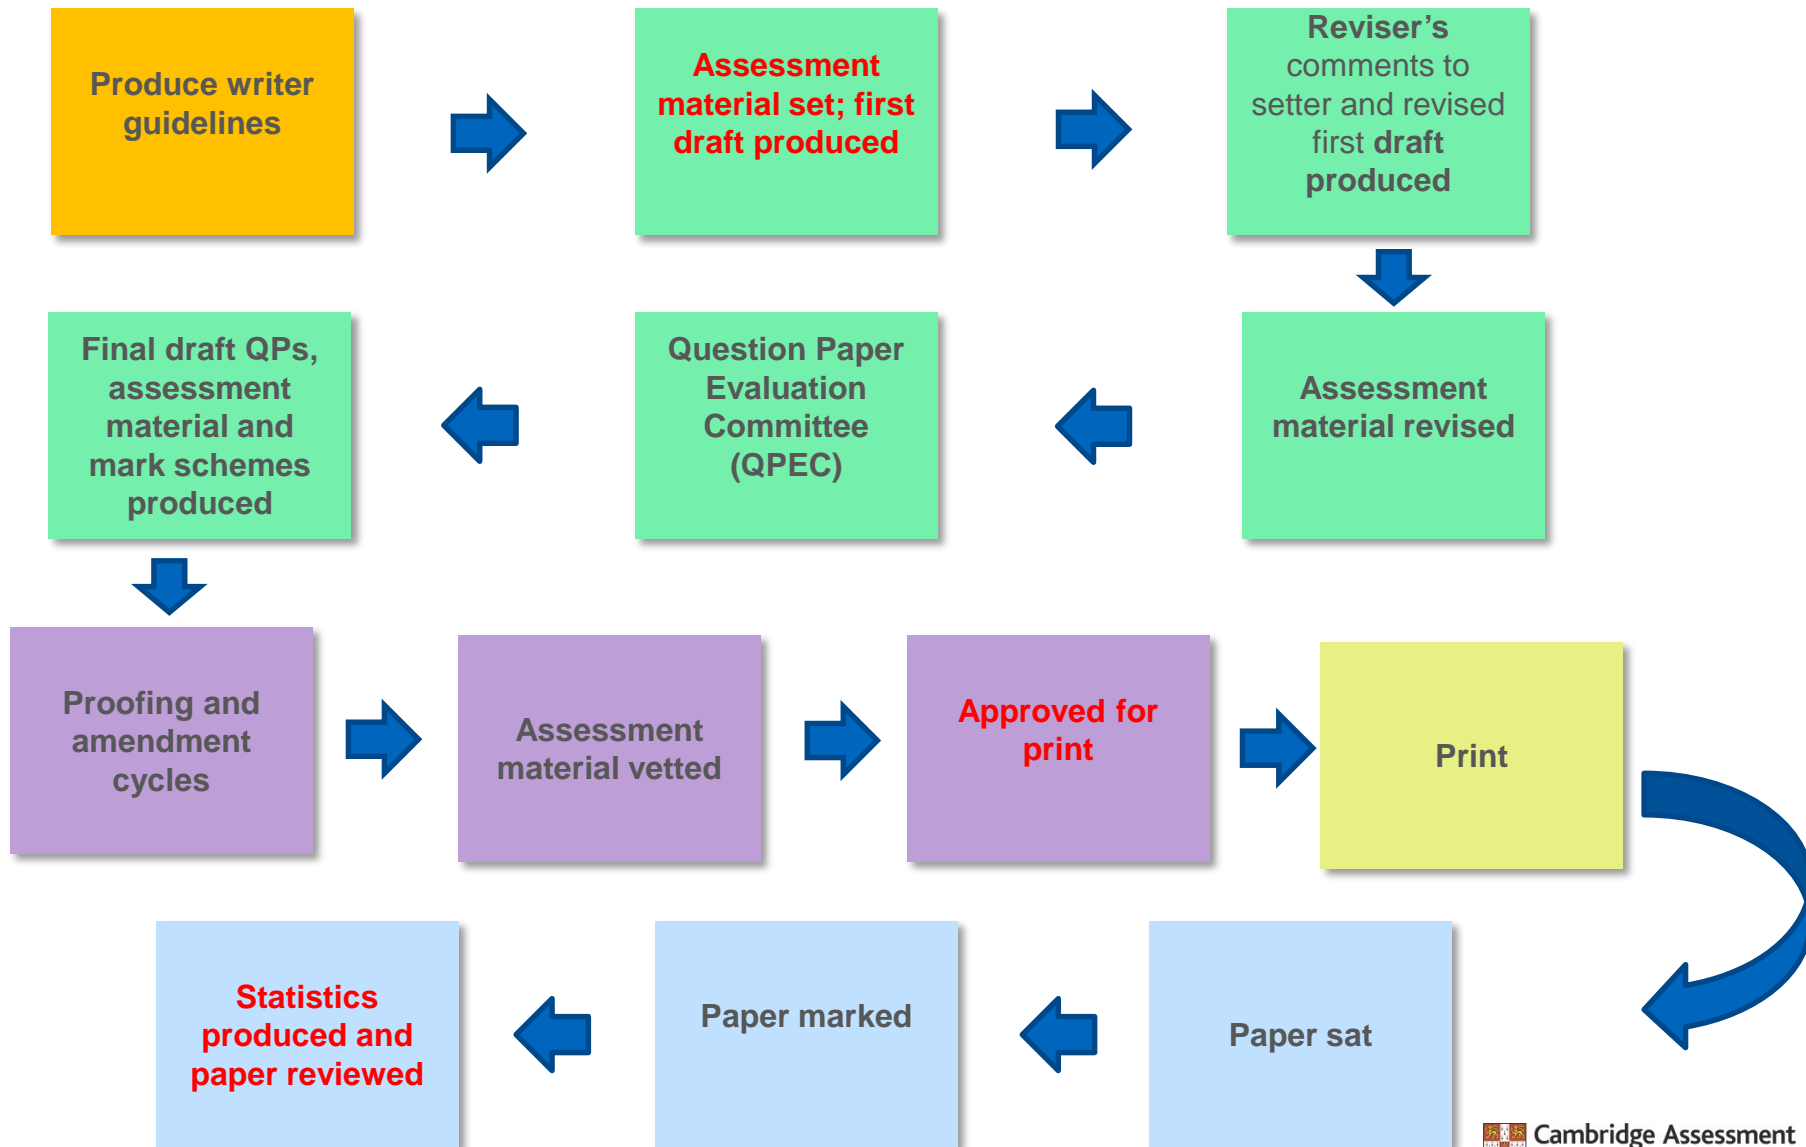 Produce writer
guidelines
Assessment
material set; first
draft produced
Reviser’s
comments to
setter and revised
first draft
produced
Final draft QPs,
assessment
material and
mark schemes
produced
Question Paper
Evaluation
Committee
(QPEC)
Assessment
material revised
Proofing and
amendment
cycles
Assessment
material vetted
Approved for
print
Print
Statistics
produced and
paper reviewed
Paper marked
Paper sat
Cambridge Assessment